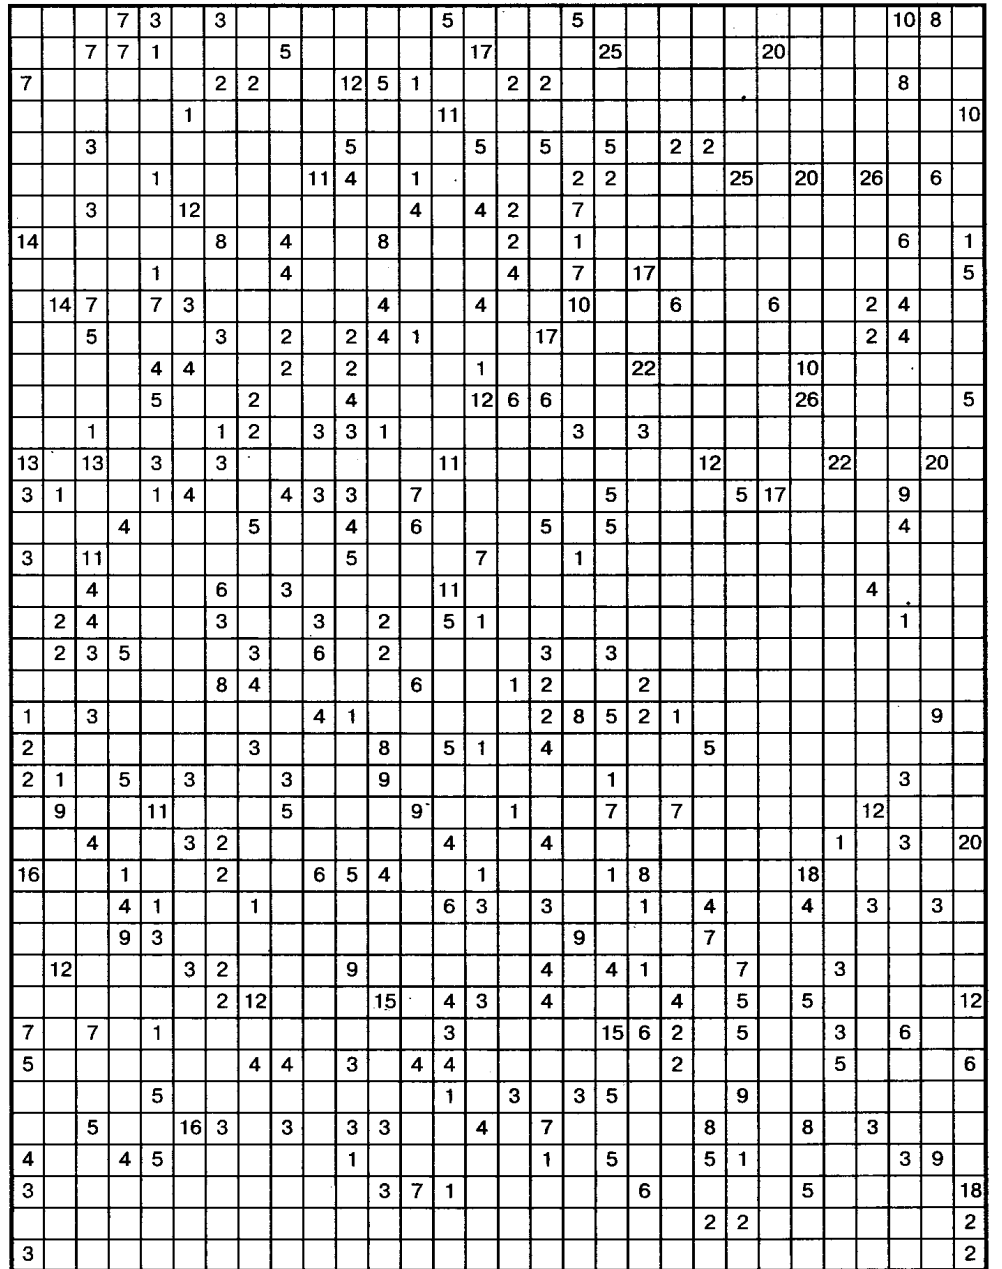 7 3 3 5 5 10 8
7 7 1 5 17 25 20
7 2 2 12 5 1 2 2 8
1 11 10
3 5 5 5 5 2 2
1 11 4 1 2 2 25 20 26 6
3 12 4 4 2 7
14 8 4 8 2 1 6 1
1 4 4 7 17 5
14 7 7 3 4 4 10 6 6 2 4
5 3 2 2 4 1 17 2 4
4 4 2 2 1 22 10
5 2 4 12 6 6 26 5
1 1 2 3 3 1 3 3
13 13 3 3 11 12 22 20
3 1 1 4 4 3 3 7 5 5 17 9
4 5 4 6 5 5 4
3 11 5 7 1
4 6 3 11 4
2 4 3 3 2 5 1 1
2 3 5 3 6 2 3 3
8 4 6 1 2 2
1 3 4 1 2 8 5 2 1 9
2 3 8 5 1 4 5
2 1 5 3 3 9 1 3
9 11 5 9 1 7 7 12
4 3 2 4 4 1 3 20
16 1 2 6 5 4 1 1 8 18
4 1 1 6 3 3 1 4 4 3 3
9 3 9 7
12 3 2 9 4 4 1 7 3
2 12 15 4 3 4 4 5 5 12
7 7 1 3 15 6 2 5 3 6
5 4 4 3 4 4 2 5 6
5 1 3 3 5 9
5 16 3 3 3 3 4 7 8 8 3
4 4 5 1 1 5 5 1 3 9
3 3 7 1 6 5 18
2 2 2
3 2